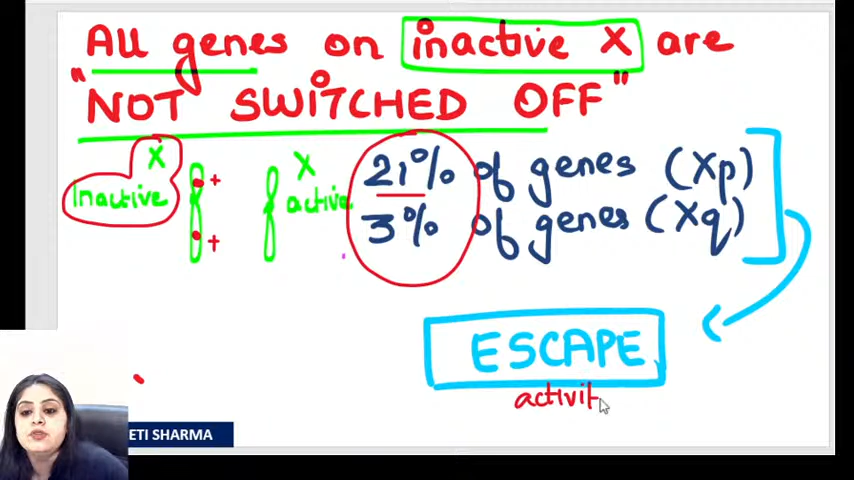 All genes on inactive X are
"NOT SWITCHED OFF"
X
Inactive
+
+
X
active
21% of genes (Xp)
3% of genes (Xq)
ESCAPE
activit
ETI SHARMA